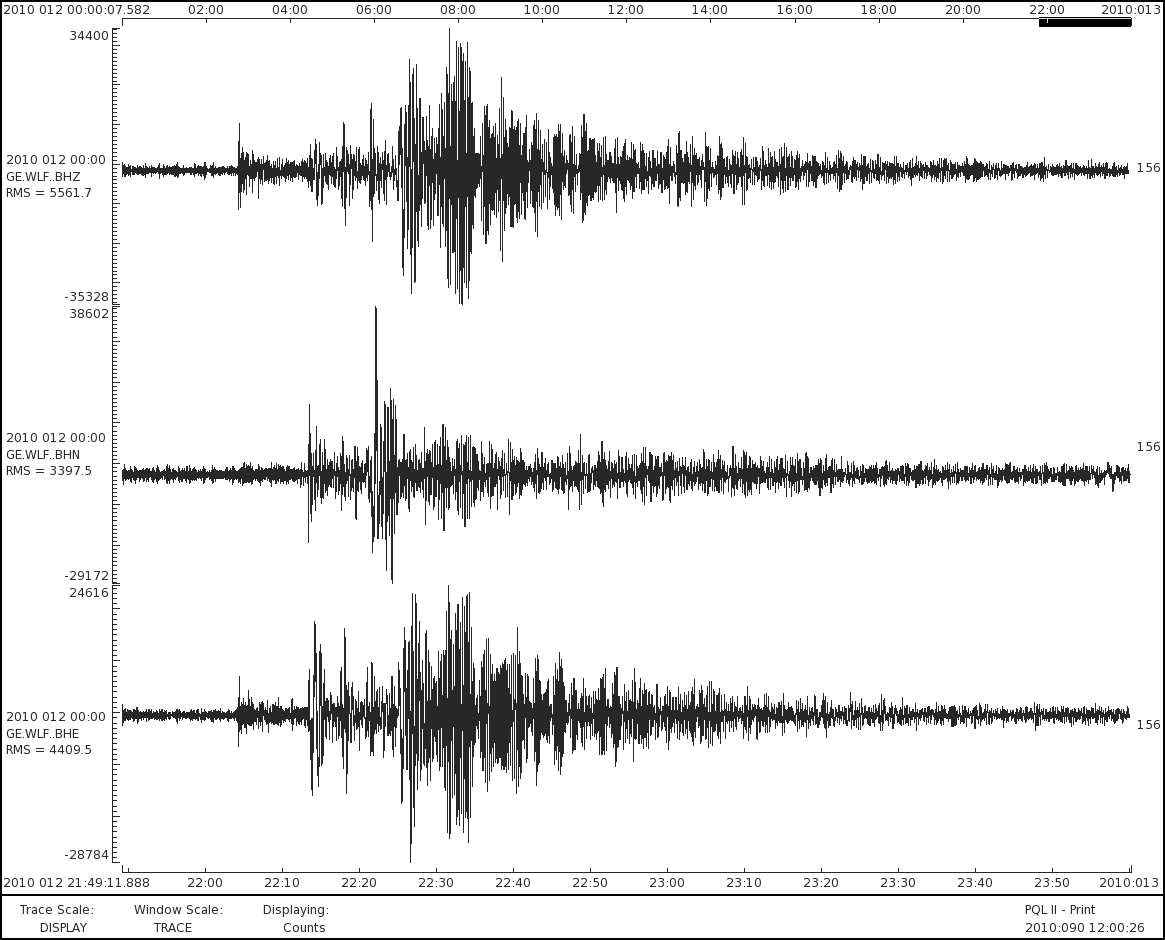 2010 012 00:00:07.582 02:00 04:00 06:00 08:00 10:00 12:00 14:00 16:00 18:00 20:00 22:00 2010:013
34400
2010 012 00:00
GE.WLF..BHZ 156
RMS = 5561.7
-35328
38602
2010 012 00:00 156
GE.WLF..BHN
RMS = 3397.5
-29172
24616
2010 012 00:00 156
GE.WLF..BHE
RMS = 4409.5
-28784
2010 012 21:49:11.888 22:00 22:10 22:20 22:30 22:40 22:50 23:00 23:10 23:20 23:30 23:40 23:50 2010:013
Trace Scale: Window Scale: Displaying: PQL II - Print
DISPLAY TRACE Counts 2010:090 12:00:26